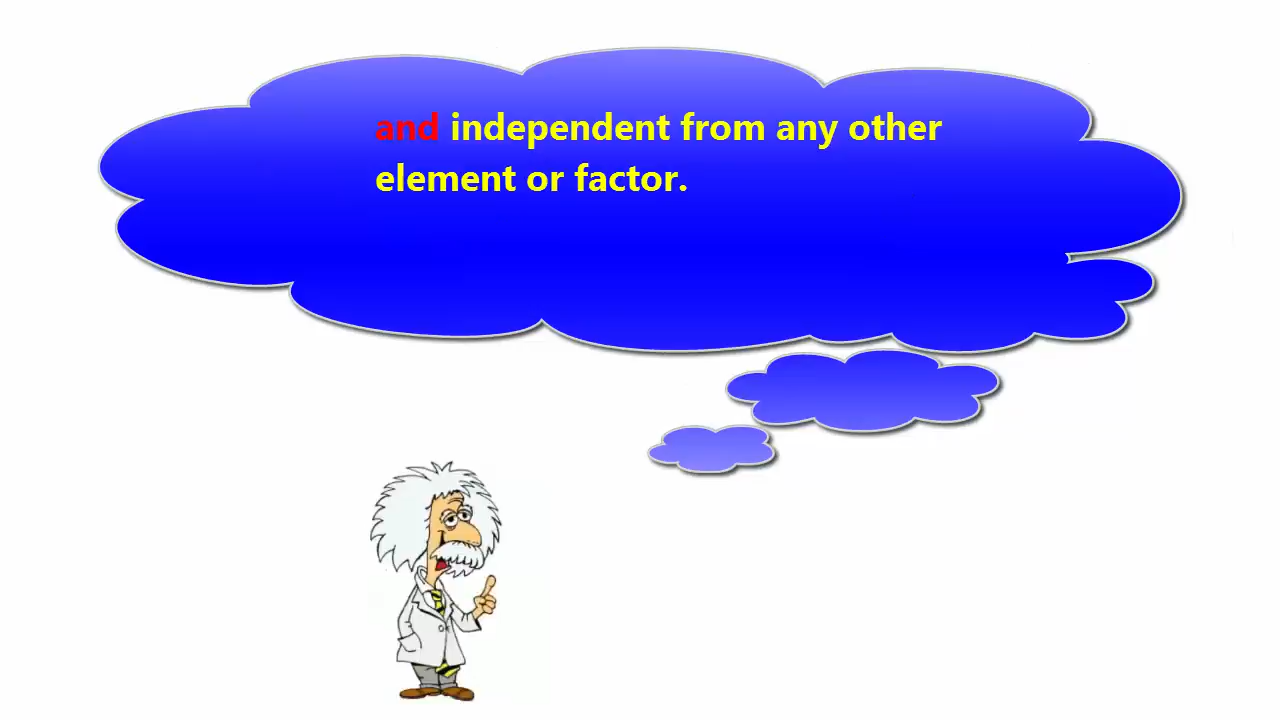 and independent from any other
element or factor.